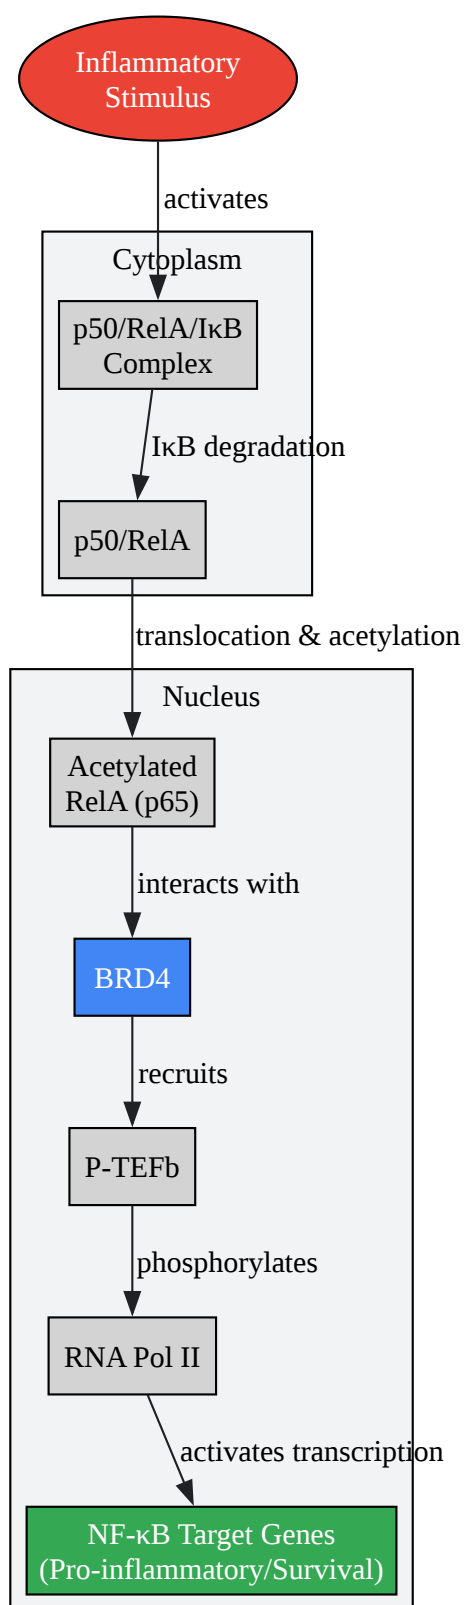 Inflammatory
Stimulus
activates
Cytoplasm
p50/RelA/IκB
Complex
IκB degradation
p50/RelA
translocation & acetylation
Nucleus
Acetylated
RelA (p65)
interacts with
BRD4
recruits
P-TEFb
phosphorylates
RNA Pol II
activates transcription
NF-κB Target Genes
(Pro-inflammatory/Survival)